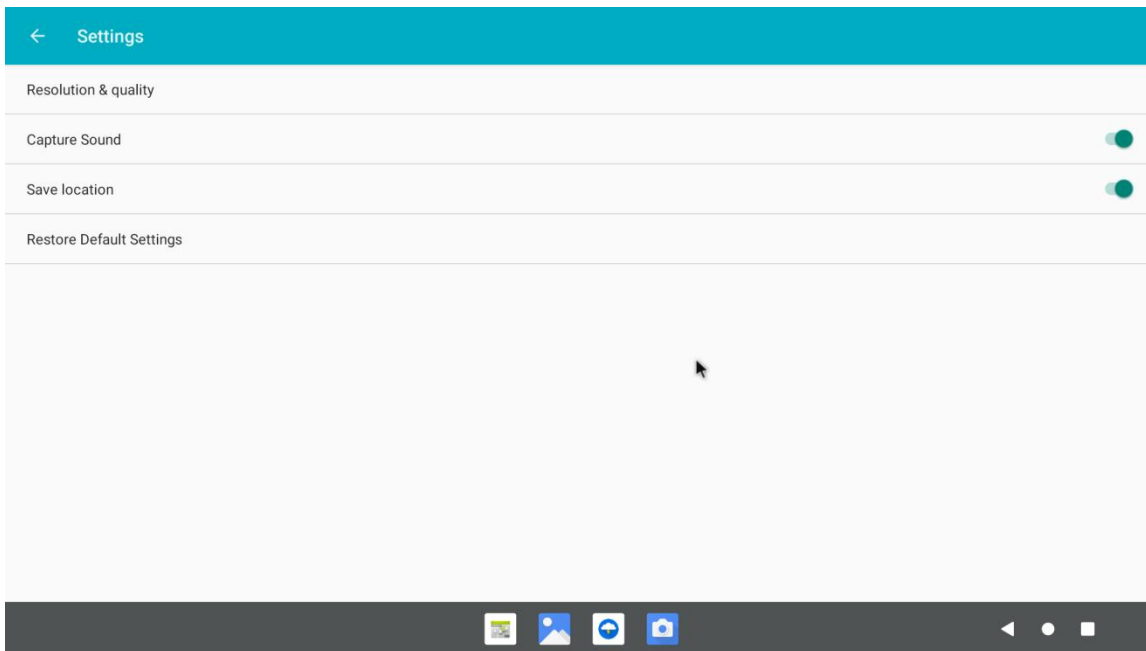 Settings
Resolution & quality
Capture Sound
Save location
Restore Default Settings